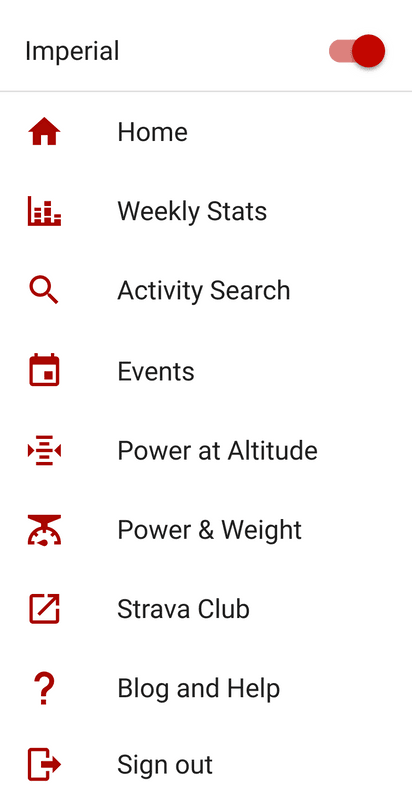 Imperial
Home
Weekly Stats
Activity Search
Events
Power at Altitude
Power & Weight
Strava Club
Blog and Help
Sign out